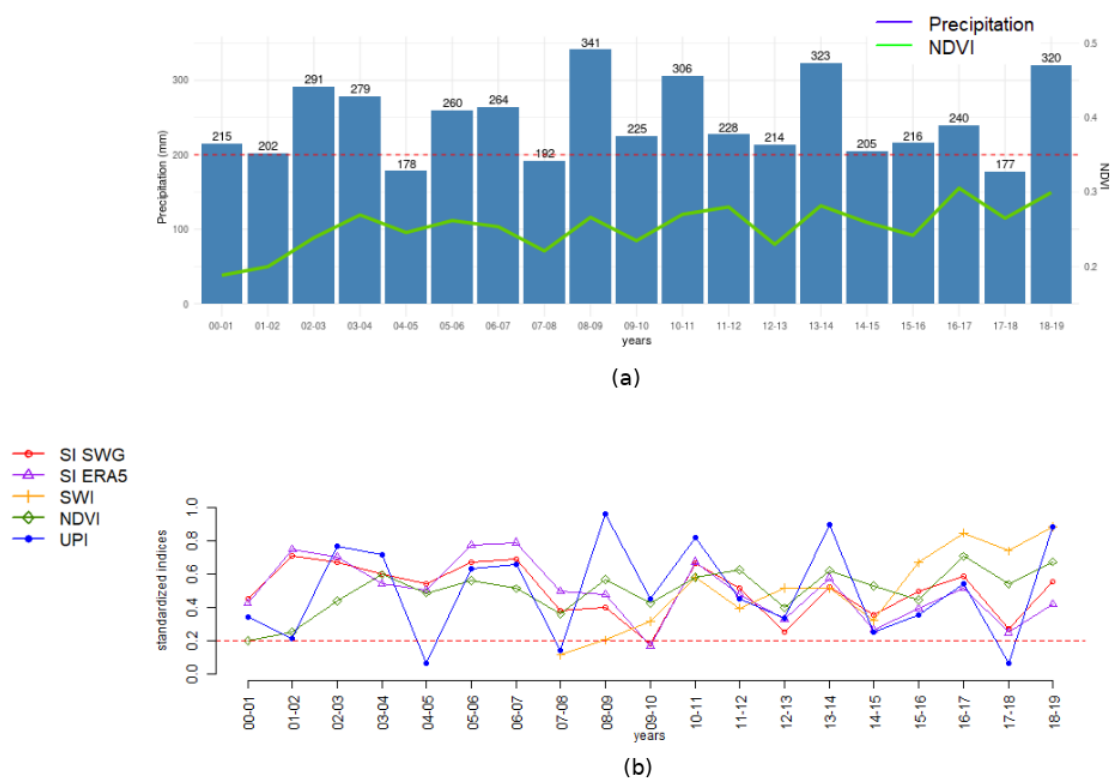 Precipitation
NDVI
Precipitation (mm)
300
200
100
0
215
202
291
279
178
260
264
192
341
225
306
228
214
323
205
216
240
177
320
0.5
0.4
0.3
0.2
NDVI
00-01 01-02 02-03 03-04 04-05 05-06 06-07 07-08 08-09 09-10 10-11 11-12 12-13 13-14 14-15 15-16 16-17 17-18 18-19
years
(a)
SI SWG
SI ERA5
SWI
NDVI
UPI
standardized indices
1.0
0.8
0.6
0.4
0.2
0.0
00-01 01-02 02-03 03-04 04-05 05-06 06-07 07-08 08-09 09-10 10-11 11-12 12-13 13-14 14-15 15-16 16-17 17-18 18-19
years
(b)